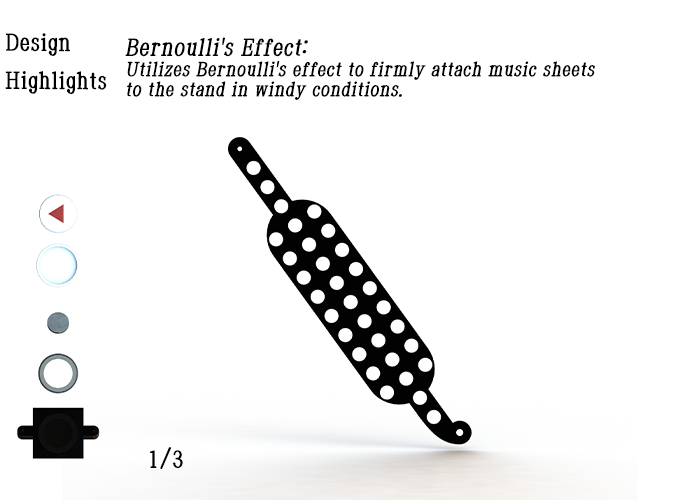 Design
Highlights
Bernoulli's Effect:
Utilizes Bernoulli's effect to firmly attach music sheets
to the stand in windy conditions.
1/3